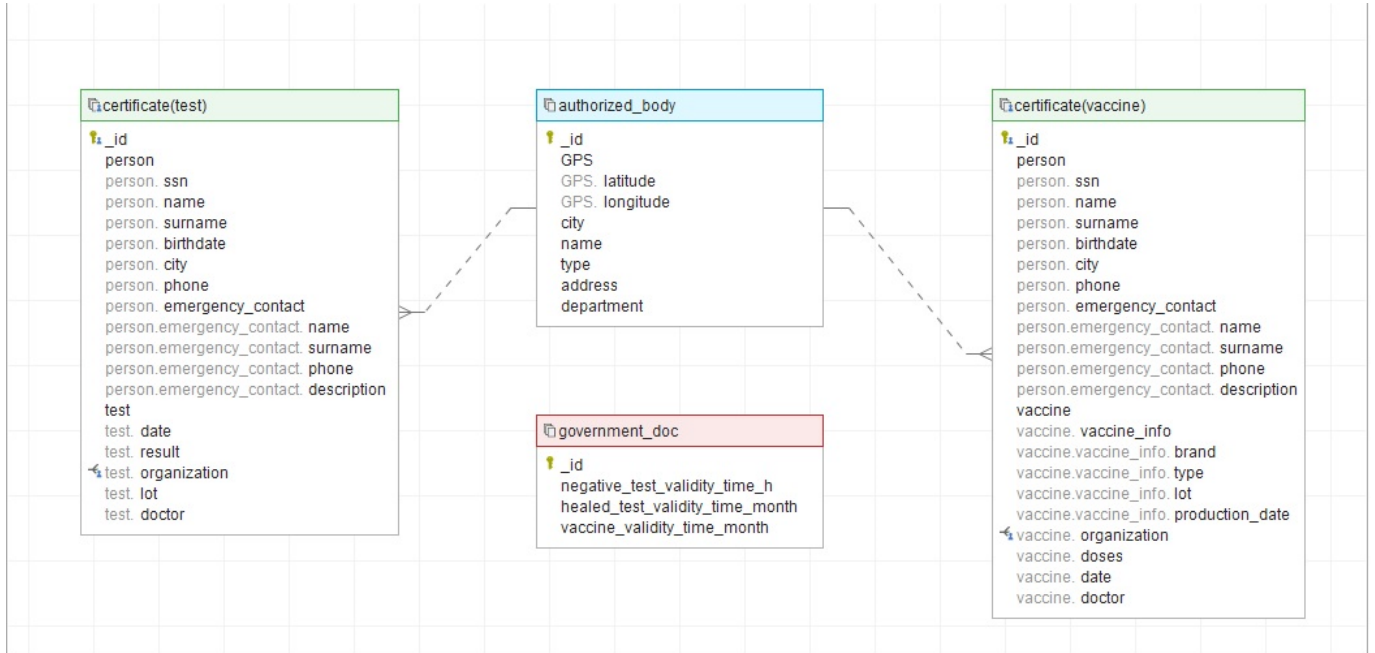 certificate(test)
_id
person
person. ssn
person. name
person. surname
person. birthdate
person. city
person. phone
person. emergency_contact
person.emergency_contact. name
person.emergency_contact. surname
person.emergency_contact. phone
person.emergency_contact. description
test
test. date
test. result
test. organization
test. lot
test. doctor
authorized_body
_id
GPS
GPS. latitude
GPS. longitude
city
name
type
address
department
government_doc
_id
negative_test_validity_time_h
healed_test_validity_time_month
vaccine_validity_time_month
certificate(vaccine)
_id
person
person. ssn
person. name
person. surname
person. birthdate
person. city
person. phone
person. emergency_contact
person.emergency_contact. name
person.emergency_contact. surname
person.emergency_contact. phone
person.emergency_contact. description
vaccine
vaccine. vaccine_info
vaccine.vaccine_info. brand
vaccine.vaccine_info. type
vaccine.vaccine_info. lot
vaccine.vaccine_info. production_date
vaccine. organization
vaccine. doses
vaccine. date
vaccine. doctor